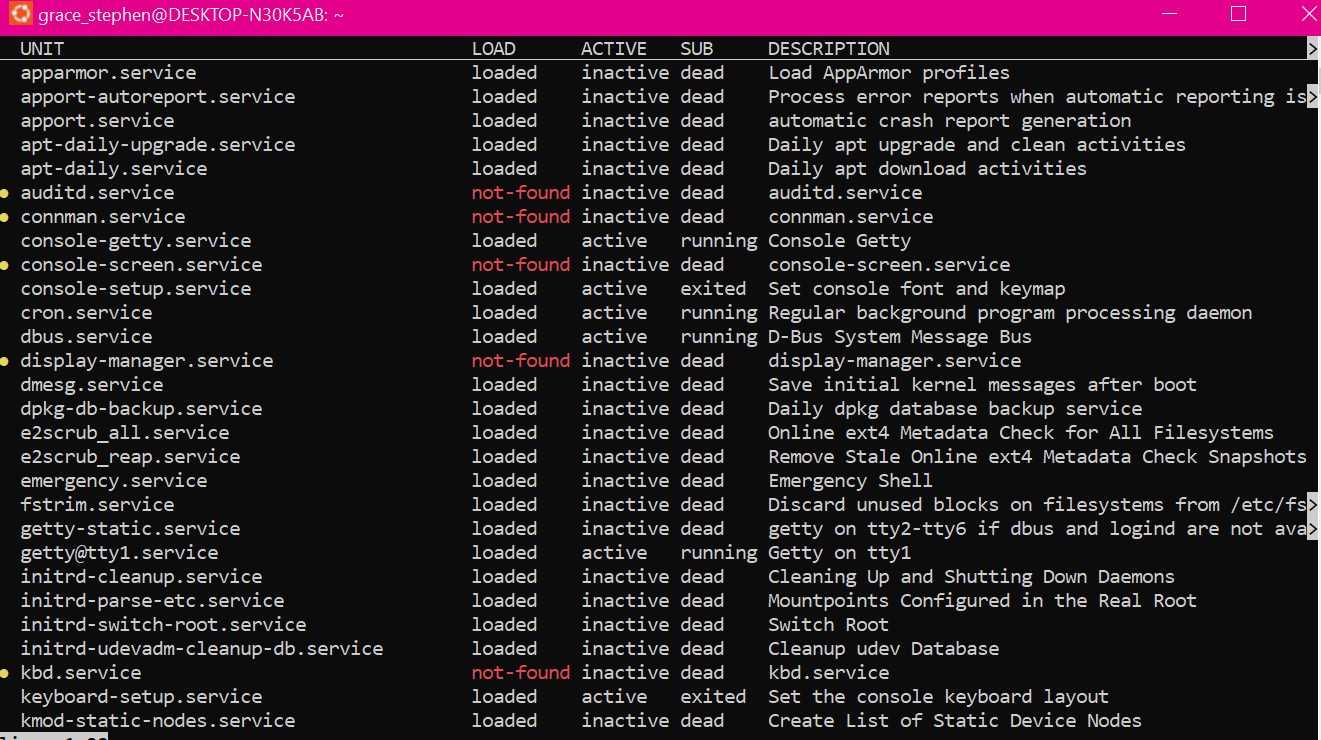 grace_stephen@DESKTOP-N30K5AB: ~
UNIT LOAD ACTIVE SUB DESCRIPTION >
apparmor.service loaded inactive dead Load AppArmor profiles
apport-autoreport.service loaded inactive dead Process error reports when automatic reporting is>
apport.service loaded inactive dead automatic crash report generation
apt-daily-upgrade.service loaded inactive dead Daily apt upgrade and clean activities
apt-daily.service loaded inactive dead Daily apt download activities
● auditd.service not-found inactive dead auditd.service
● connman.service not-found inactive dead connman.service
console-getty.service loaded active running Console Getty
● console-screen.service not-found inactive dead console-screen.service
console-setup.service loaded active exited Set console font and keymap
cron.service loaded active running Regular background program processing daemon
dbus.service loaded active running D-Bus System Message Bus
● display-manager.service not-found inactive dead display-manager.service
dmesg.service loaded inactive dead Save initial kernel messages after boot
dpkg-db-backup.service loaded inactive dead Daily dpkg database backup service
e2scrub_all.service loaded inactive dead Online ext4 Metadata Check for All Filesystems
e2scrub_reap.service loaded inactive dead Remove Stale Online ext4 Metadata Check Snapshots
emergency.service loaded inactive dead Emergency Shell
fstrim.service loaded inactive dead Discard unused blocks on filesystems from /etc/fs>
getty-static.service loaded inactive dead getty on tty2-tty6 if dbus and logind are not ava>
getty@tty1.service loaded active running Getty on tty1
initrd-cleanup.service loaded inactive dead Cleaning Up and Shutting Down Daemons
initrd-parse-etc.service loaded inactive dead Mountpoints Configured in the Real Root
initrd-switch-root.service loaded inactive dead Switch Root
initrd-udevadm-cleanup-db.service loaded inactive dead Cleanup udev Database
● kbd.service not-found inactive dead kbd.service
keyboard-setup.service loaded active exited Set the console keyboard layout
kmod-static-nodes.service loaded inactive dead Create List of Static Device Nodes